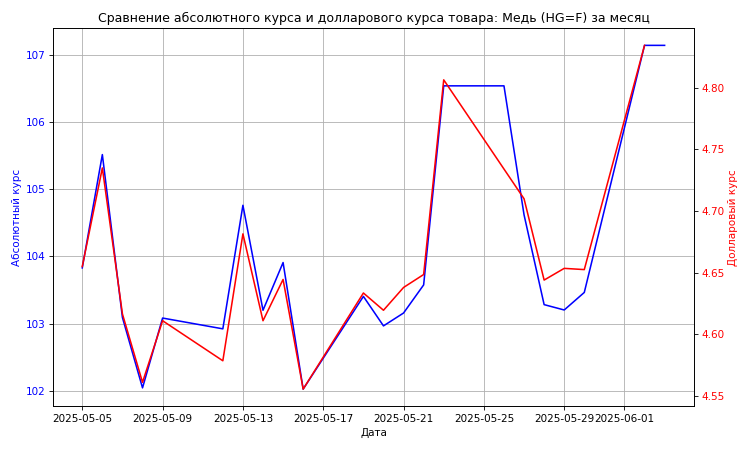 Сравнение абсолютного курса и долларового курса товара: Медь (HG=F) за месяц
107
106
105
104
103
102
Абсолютный курс
4.80
4.75
4.70
4.65
4.60
4.55
Долларовый курс
2025-05-05 2025-05-09 2025-05-13 2025-05-17 2025-05-21 2025-05-25 2025-05-29 2025-06-01
Дата